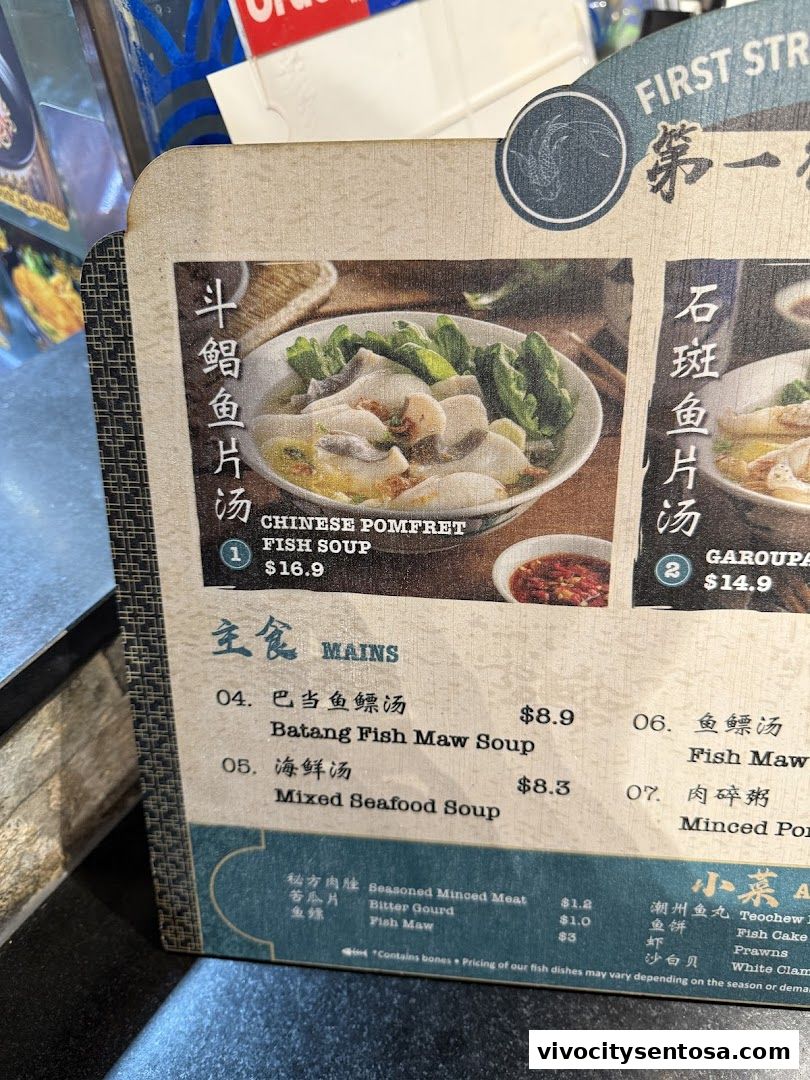 FIRST STR
第一
斗鲳鱼片汤
1 CHINESE POMFRET
FISH SOUP
$16.9
石斑鱼片汤
2 GAROUPA
$14.9
主食 MAINS
04. 巴当鱼鳔汤 $8.9
Batang Fish Maw Soup
05. 海鲜汤 $8.3
Mixed Seafood Soup
06. 鱼鳔汤
Fish Maw
07. 肉碎粥
Minced Por
秘方肉脞 Seasoned Minced Meat $1.2
苦瓜片 Bitter Gourd $1.0
鱼鳔 Fish Maw $3
小菜 A
潮州鱼丸 Teochew
鱼饼 Fish Cake
虾 Prawns
沙白贝 White Clam
*Contains bones • Pricing of our fish dishes may vary depending on the season or dema
vivocitysentosa.com